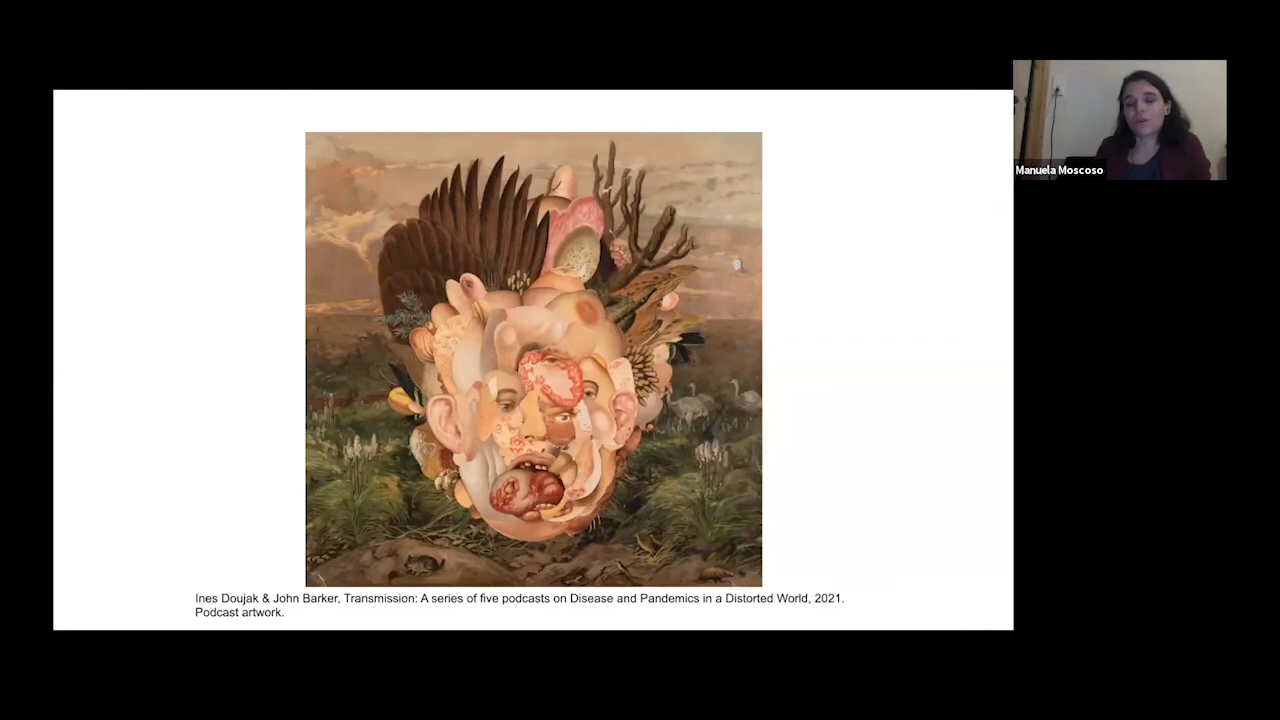 Manuela Moscoso
Ines Doujak & John Barker, Transmission: A series of five podcasts on Disease and Pandemics in a Distorted World, 2021.
Podcast artwork.